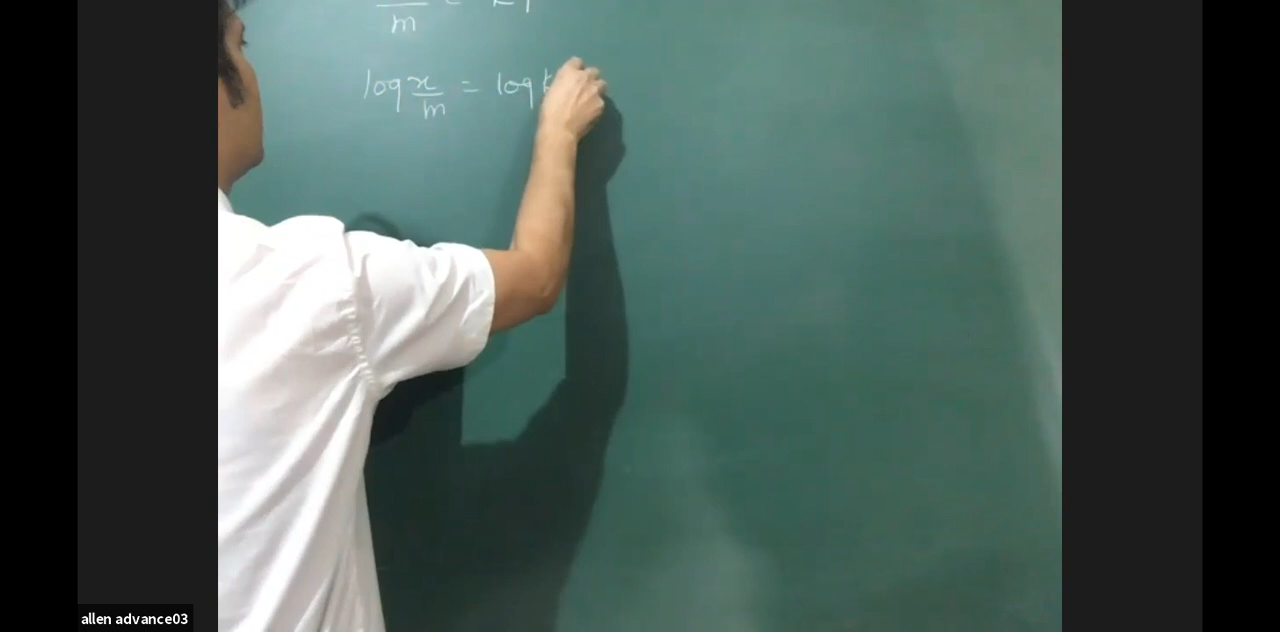 m
log x/m = log k
allen advance03